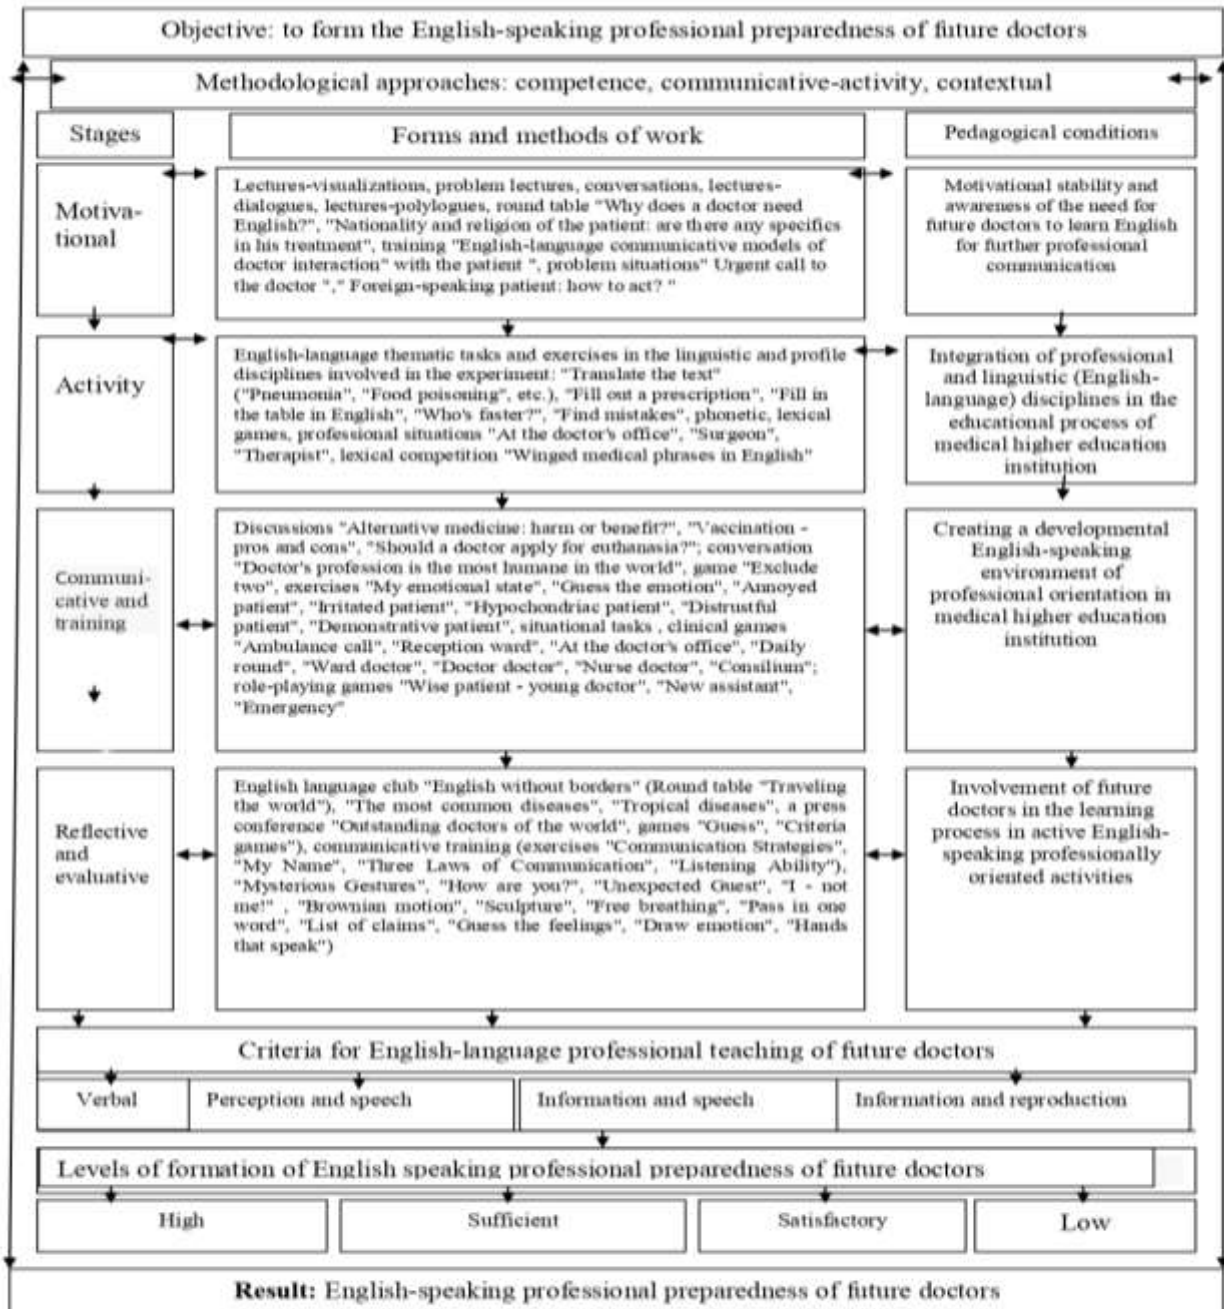 Objective: to form the English-speaking professional preparedness of future doctors
Methodological approaches: competence, communicative-activity, contextual
Stages
Forms and methods of work
Pedagogical conditions
Motiva-
tional
Lectures-visualizations, problem lectures, conversations, lectures-
dialogues, lectures-polylogues, round table "Why does a doctor need
English?", "Nationality and religion of the patient: are there any specifics
in his treatment", training "English-language communicative models of
doctor interaction" with the patient ", problem situations" Urgent call to
the doctor "," Foreign-speaking patient: how to act? "
Motivational stability and
awareness of the need for
future doctors to learn English
for further professional
communication
Activity
English-language thematic tasks and exercises in the linguistic and profile
disciplines involved in the experiment: "Translate the text"
("Pneumonia", "Food poisoning", etc.), "Fill out a prescription", "Fill in
the table in English", "Who's faster?", "Find mistakes", phonetic, lexical
games, professional situations "At the doctor's office", "Surgeon",
"Therapist", lexical competition "Winged medical phrases in English"
Integration of professional
and linguistic (English-
language) disciplines in the
educational process of
medical higher education
institution
Communi-
cative and
training
Discussions "Alternative medicine: harm or benefit?", "Vaccination -
pros and cons", "Should a doctor apply for euthanasia?"; conversation
"Doctor's profession is the most humane in the world", game "Exclude
two", exercises "My emotional state", "Guess the emotion", "Annoyed
patient", "Irritated patient", "Hypochondriac patient", "Distrustful
patient", "Demonstrative patient", situational tasks , clinical games
"Ambulance call", "Reception ward", "At the doctor's office", "Daily
round", "Ward doctor", "Doctor doctor", "Nurse doctor", "Consilium";
role-playing games "Wise patient - young doctor", "New assistant",
"Emergency"
Creating a developmental
English-speaking
environment of
professional orientation in
medical higher education
institution
Reflective
and
evaluative
English language club "English without borders" (Round table "Traveling
the world"), "The most common diseases", "Tropical diseases", a press
conference "Outstanding doctors of the world", games "Guess", "Criteria
games"), communicative training (exercises "Communication Strategies",
"My Name", "Three Laws of Communication", "Listening Ability"),
"Mysterious Gestures", "How are you?", "Unexpected Guest", "I - not
me!" , "Brownian motion", "Sculpture", "Free breathing", "Pass in one
word", "List of claims", "Guess the feelings", "Draw emotion", "Hands
that speak")
Involvement of future
doctors in the learning
process in active English-
speaking professionally
oriented activities
Criteria for English-language professional teaching of future doctors
Verbal
Perception and speech
Information and speech
Information and reproduction
Levels of formation of English speaking professional preparedness of future doctors
High
Sufficient
Satisfactory
Low
Result: English-speaking professional preparedness of future doctors